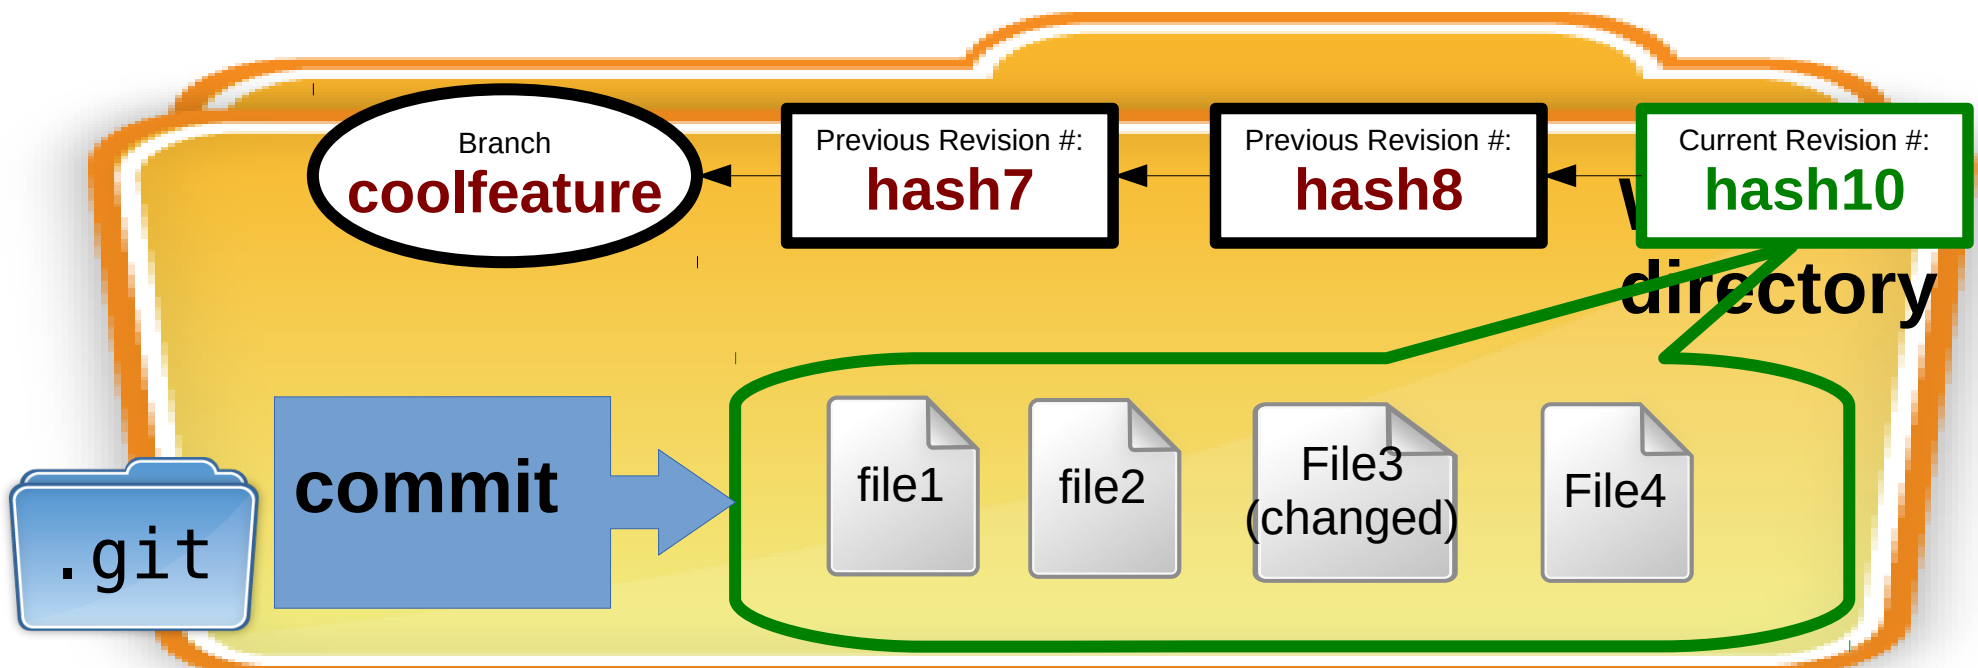 Branch
coolfeature
Previous Revision #:
hash7
Previous Revision #:
hash8
Current Revision #:
hash10
directory
commit
file1
file2
File3
(changed)
File4
.git